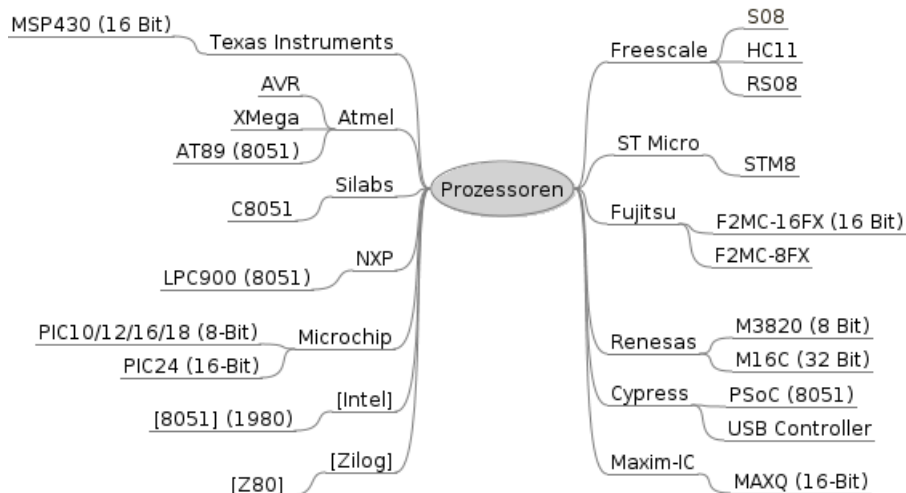 Prozessoren
Texas Instruments
MSP430 (16 Bit)
Atmel
AVR
XMega
AT89 (8051)
Silabs
C8051
NXP
LPC900 (8051)
Microchip
PIC10/12/16/18 (8-Bit)
PIC24 (16-Bit)
[Intel]
[8051] (1980)
[Zilog]
[Z80]
Freescale
S08
HC11
RS08
ST Micro
STM8
Fujitsu
F2MC-16FX (16 Bit)
F2MC-8FX
Renesas
M3820 (8 Bit)
M16C (32 Bit)
Cypress
PSoC (8051)
USB Controller
Maxim-IC
MAXQ (16-Bit)